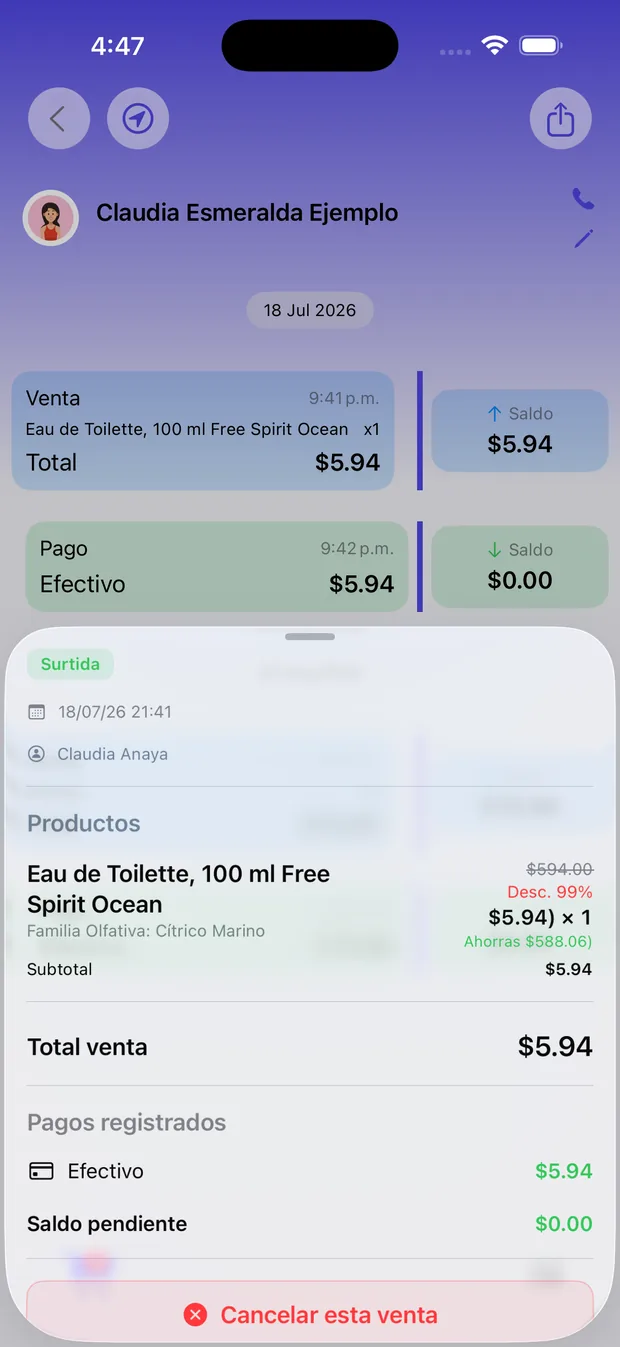 4:47
Claudia Esmeralda Ejemplo
18 Jul 2026
Venta 9:41 p.m.
Eau de Toilette, 100 ml Free Spirit Ocean x1
Total $5.94
Saldo
$5.94
Pago 9:42 p.m.
Efectivo $5.94
Saldo
$0.00
Surtida
18/07/26 21:41
Claudia Anaya
Productos
Eau de Toilette, 100 ml Free
Spirit Ocean
Familia Olfativa: Cítrico Marino
$594.00
Desc. 99%
$5.94) × 1
Ahorras $588.06)
Subtotal $5.94
Total venta $5.94
Pagos registrados
Efectivo $5.94
Saldo pendiente $0.00
Cancelar esta venta